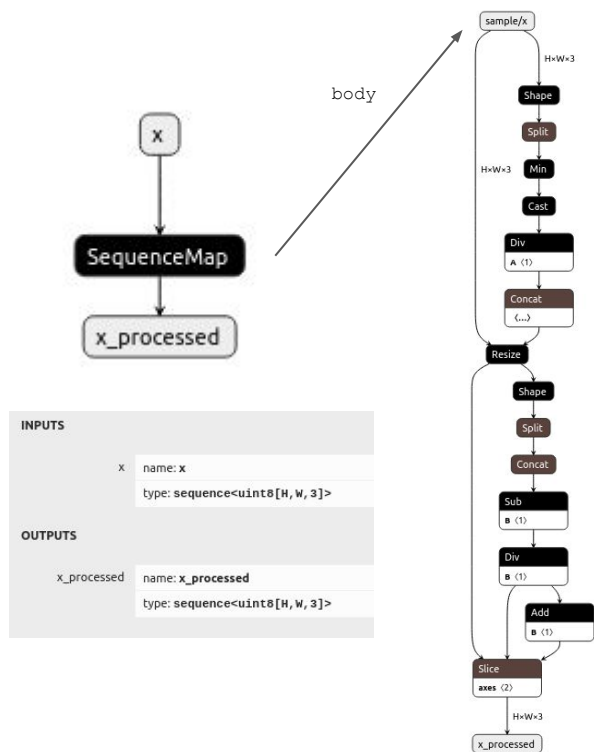 x
SequenceMap
x_processed
body
INPUTS
x
name: x
type: sequence<uint8[H,W,3]>
OUTPUTS
x_processed
name: x_processed
type: sequence<uint8[H,W,3]>
sample/x
H×W×3
Shape
Split
H×W×3
Min
Cast
Div
A ⟨1⟩
Concat
⟨...⟩
Resize
Shape
Split
Concat
Sub
B ⟨1⟩
Div
B ⟨1⟩
Add
B ⟨1⟩
Slice
axes ⟨2⟩
H×W×3
x_processed